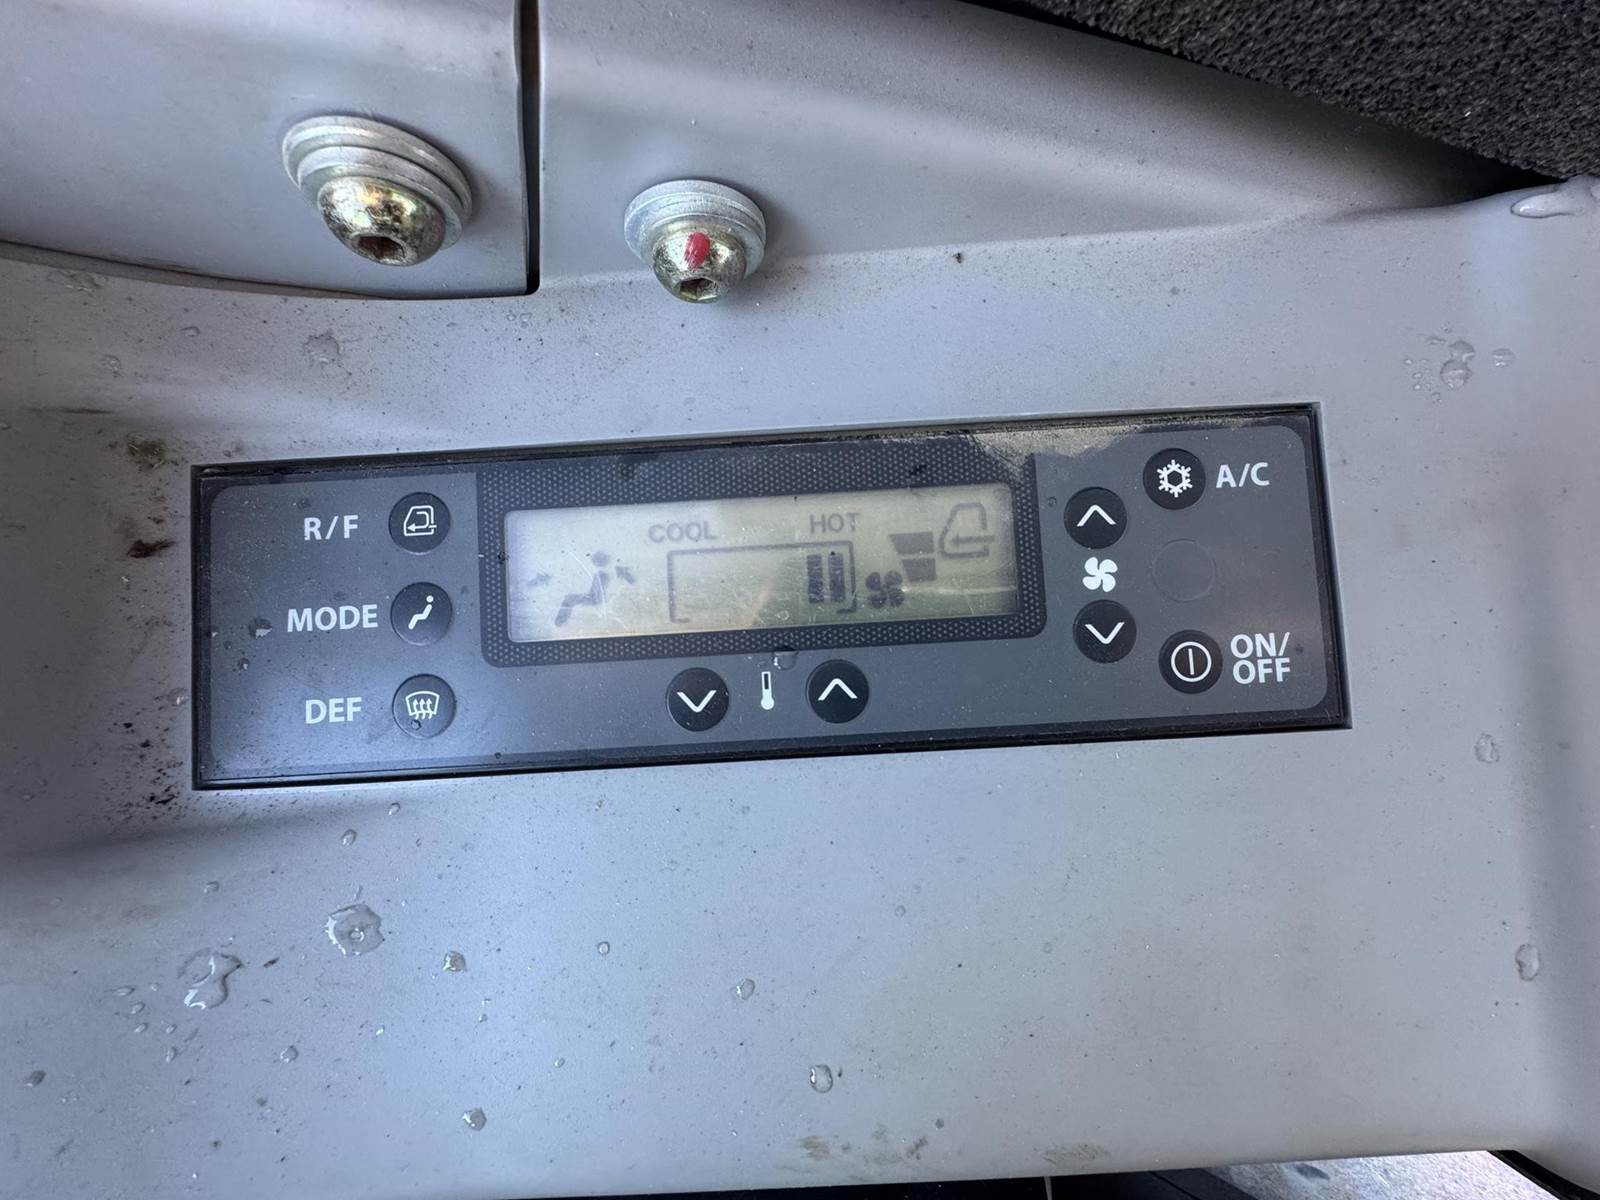 R/F
MODE
DEF
COOL
HOT
A/C
ON/
OFF